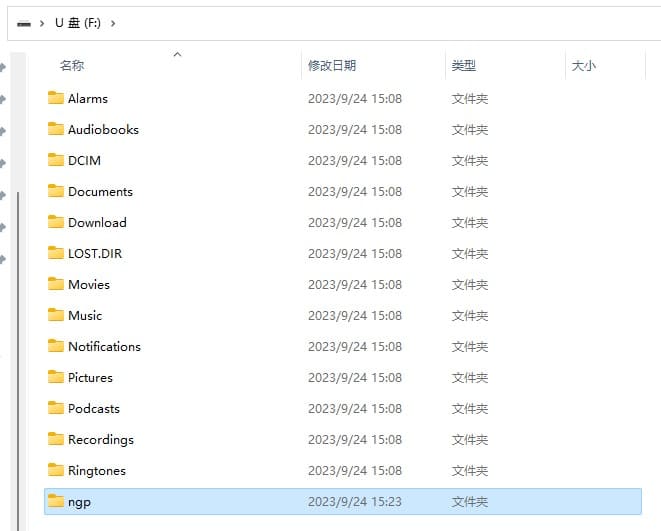 U 盘 (F:)
名称 修改日期 类型 大小
Alarms 2023/9/24 15:08 文件夹
Audiobooks 2023/9/24 15:08 文件夹
DCIM 2023/9/24 15:08 文件夹
Documents 2023/9/24 15:08 文件夹
Download 2023/9/24 15:08 文件夹
LOST.DIR 2023/9/24 15:08 文件夹
Movies 2023/9/24 15:08 文件夹
Music 2023/9/24 15:08 文件夹
Notifications 2023/9/24 15:08 文件夹
Pictures 2023/9/24 15:08 文件夹
Podcasts 2023/9/24 15:08 文件夹
Recordings 2023/9/24 15:08 文件夹
Ringtones 2023/9/24 15:08 文件夹
ngp 2023/9/24 15:23 文件夹